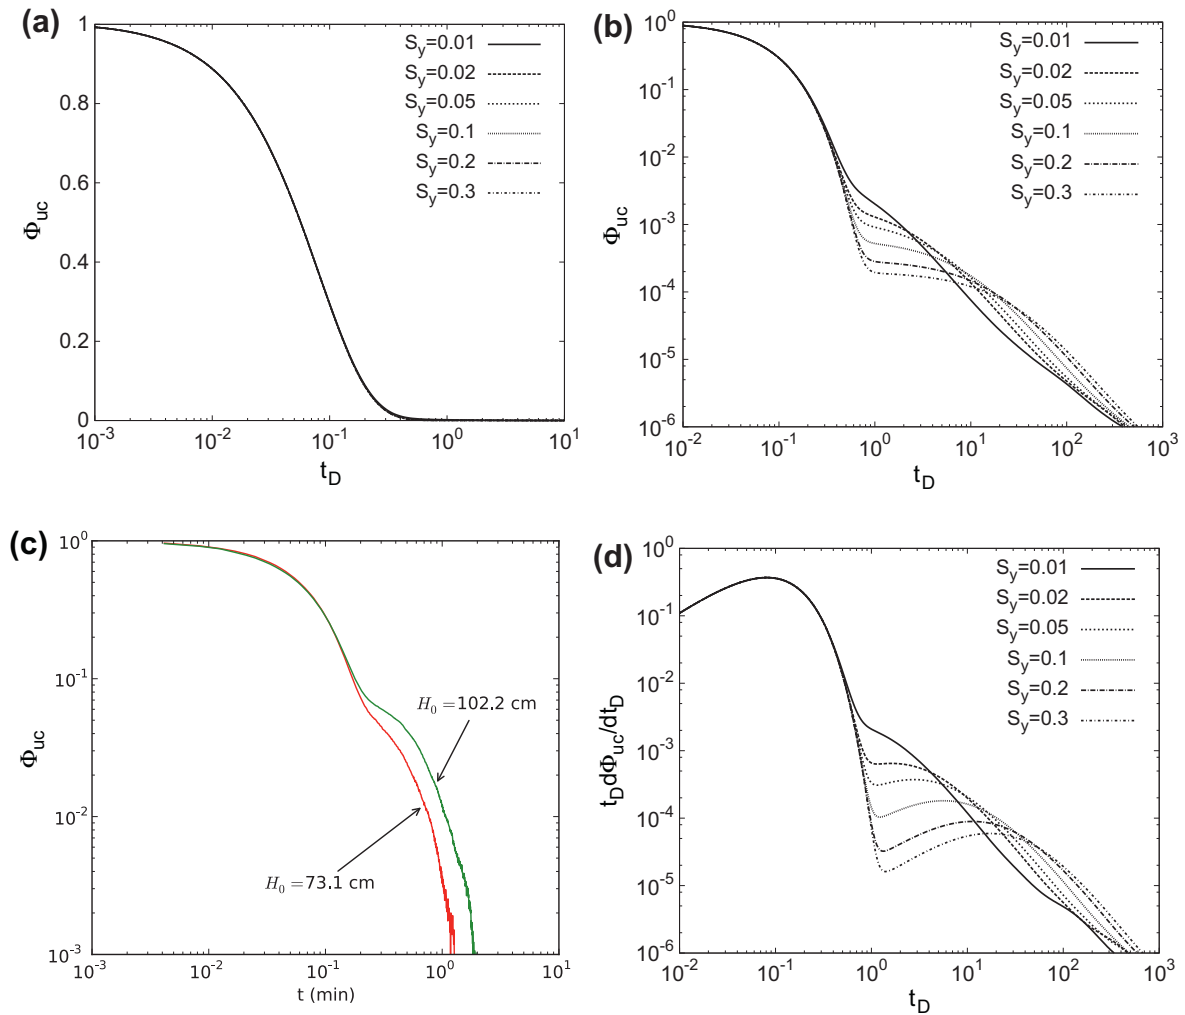 (a)
1
0.8
0.6
0.4
0.2
0
Φuc
10-3
10-2
10-1
100
101
tD
Sy=0.01
Sy=0.02
Sy=0.05
Sy=0.1
Sy=0.2
Sy=0.3
(b)
100
10-1
10-2
10-3
10-4
10-5
10-6
Φuc
10-2
10-1
100
101
102
103
tD
Sy=0.01
Sy=0.02
Sy=0.05
Sy=0.1
Sy=0.2
Sy=0.3
(c)
100
10-1
10-2
10-3
Φuc
10-3
10-2
10-1
100
101
t (min)
H0=102.2 cm
H0=73.1 cm
(d)
100
10-1
10-2
10-3
10-4
10-5
10-6
tDdΦuc/dtD
10-2
10-1
100
101
102
103
tD
Sy=0.01
Sy=0.02
Sy=0.05
Sy=0.1
Sy=0.2
Sy=0.3